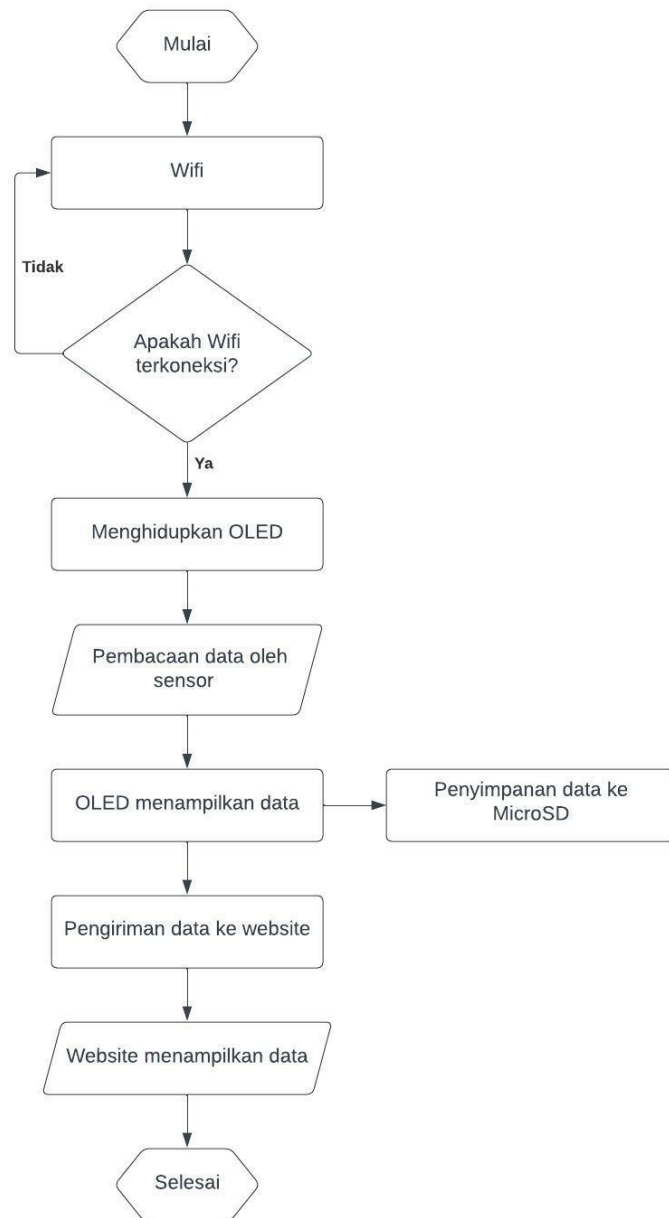 Mulai
Wifi
Tidak
Apakah Wifi
terkoneksi?
Ya
Menghidupkan OLED
Pembacaan data oleh
sensor
OLED menampilkan data
Penyimpanan data ke
MicroSD
Pengiriman data ke website
Website menampilkan data
Selesai